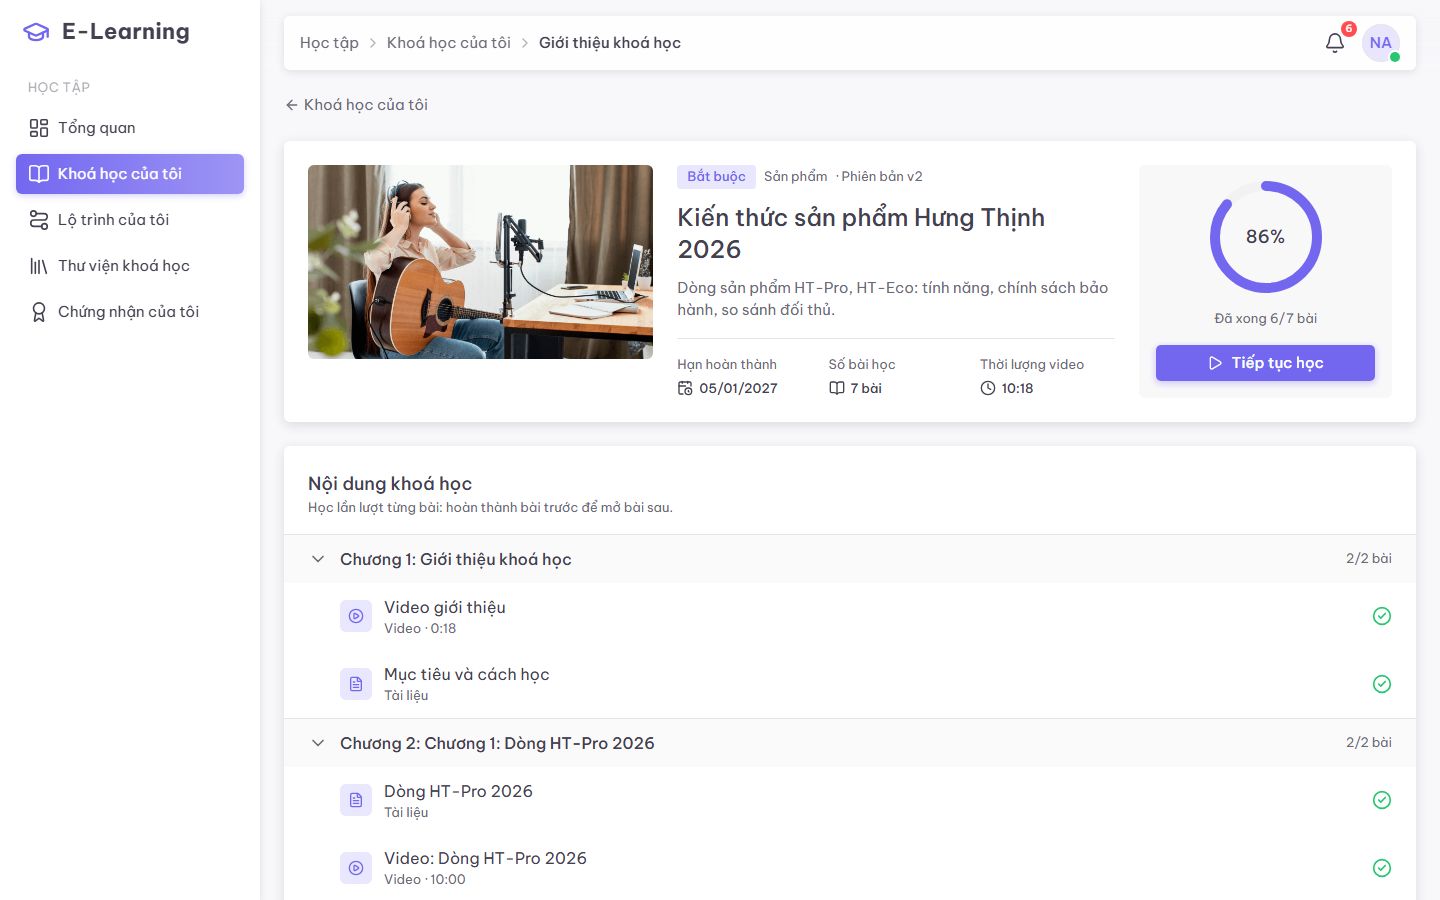 E-Learning
HỌC TẬP
Tổng quan
Khoá học của tôi
Lộ trình của tôi
Thư viện khoá học
Chứng nhận của tôi
Học tập > Khoá học của tôi > Giới thiệu khoá học
6
NA
← Khoá học của tôi
Bắt buộc Sản phẩm · Phiên bản v2
Kiến thức sản phẩm Hưng Thịnh
2026
Dòng sản phẩm HT-Pro, HT-Eco: tính năng, chính sách bảo
hành, so sánh đối thủ.
Hạn hoàn thành Số bài học Thời lượng video
05/01/2027 7 bài 10:18
86%
Đã xong 6/7 bài
Tiếp tục học
Nội dung khoá học
Học lần lượt từng bài: hoàn thành bài trước để mở bài sau.
Chương 1: Giới thiệu khoá học 2/2 bài
Video giới thiệu
Video · 0:18
Mục tiêu và cách học
Tài liệu
Chương 2: Chương 1: Dòng HT-Pro 2026 2/2 bài
Dòng HT-Pro 2026
Tài liệu
Video: Dòng HT-Pro 2026
Video · 10:00